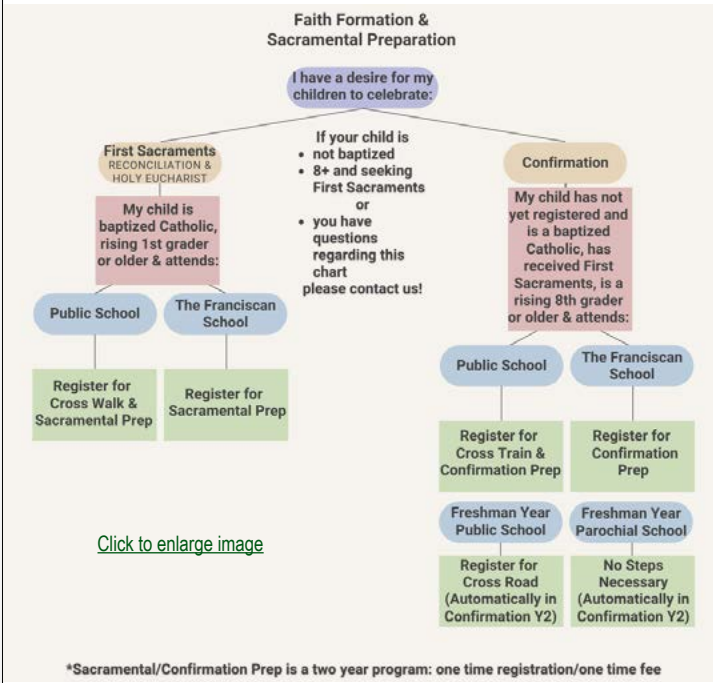 Faith Formation &
Sacramental Preparation
I have a desire for my
children to celebrate:
First Sacraments
RECONCILIATION &
HOLY EUCHARIST
My child is
baptized Catholic,
rising 1st grader
or older & attends:
Public School
The Franciscan
School
Register for
Cross Walk &
Sacramental Prep
Register for
Sacramental Prep
If your child is
• not baptized
• 8+ and seeking
First Sacraments
or
• you have
questions
regarding this
chart
please contact us!
Confirmation
My child has not
yet registered and
is a baptized
Catholic, has
received First
Sacraments, is a
rising 8th grader
or older & attends:
Public School
The Franciscan
School
Register for
Cross Train &
Confirmation Prep
Register for
Confirmation
Prep
Freshman Year
Public School
Freshman Year
Parochial School
Register for
Cross Road
(Automatically in
Confirmation Y2)
No Steps
Necessary
(Automatically in
Confirmation Y2)
Click to enlarge image
*Sacramental/Confirmation Prep is a two year program: one time registration/one time fee